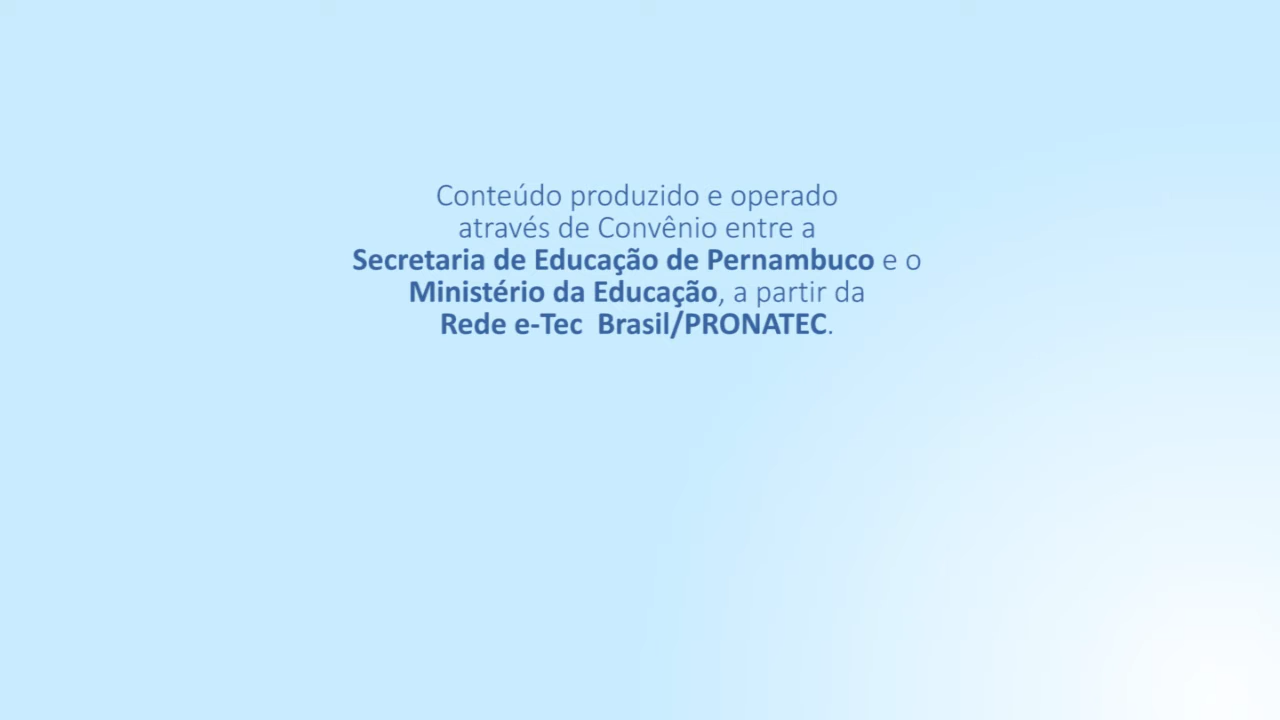 Conteúdo produzido e operado
através de Convênio entre a
Secretaria de Educação de Pernambuco e o
Ministério da Educação, a partir da
Rede e-Tec  Brasil/PRONATEC.